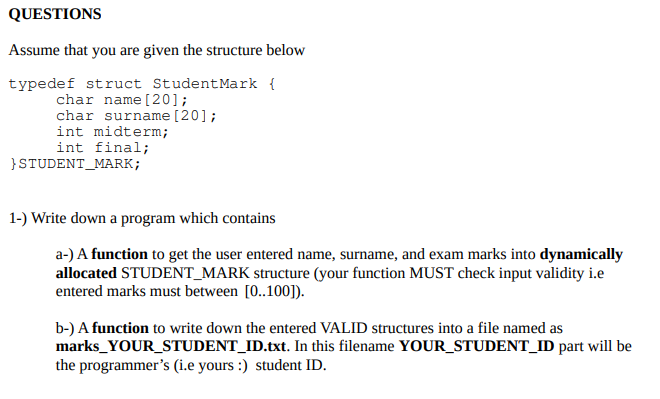 QUESTIONS
Assume that you are given the structure below
typedef struct StudentMark {
char name[20];
char surname[20];
int midterm;
int final;
}STUDENT_MARK;
1-) Write down a program which contains
a-) A function to get the user entered name, surname, and exam marks into dynamically
allocated STUDENT_MARK structure (your function MUST check input validity i.e
entered marks must between [0..100]).
b-) A function to write down the entered VALID structures into a file named as
marks_YOUR_STUDENT_ID.txt. In this filename YOUR_STUDENT_ID part will be
the programmer's (i.e yours :) student ID.